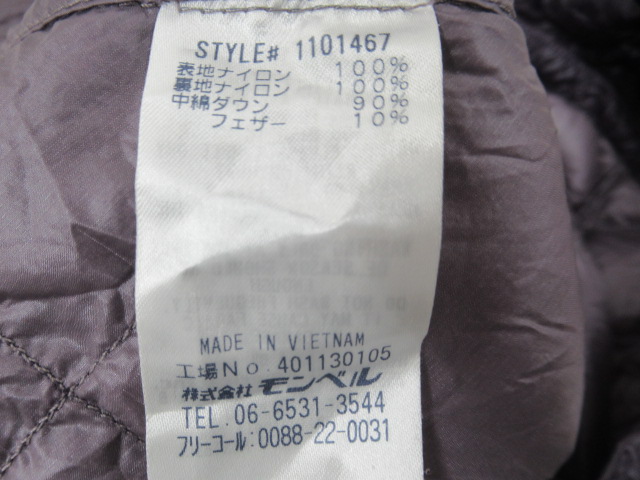 STYLE# 1101467
表地ナイロン 100%
裏地ナイロン 100%
中綿ダウン 90%
フェザー 10%
MADE IN VIETNAM
工場No.401130105
株式会社 モンベル
TEL.06-6531-3544
フリーコール:0088-22-0031